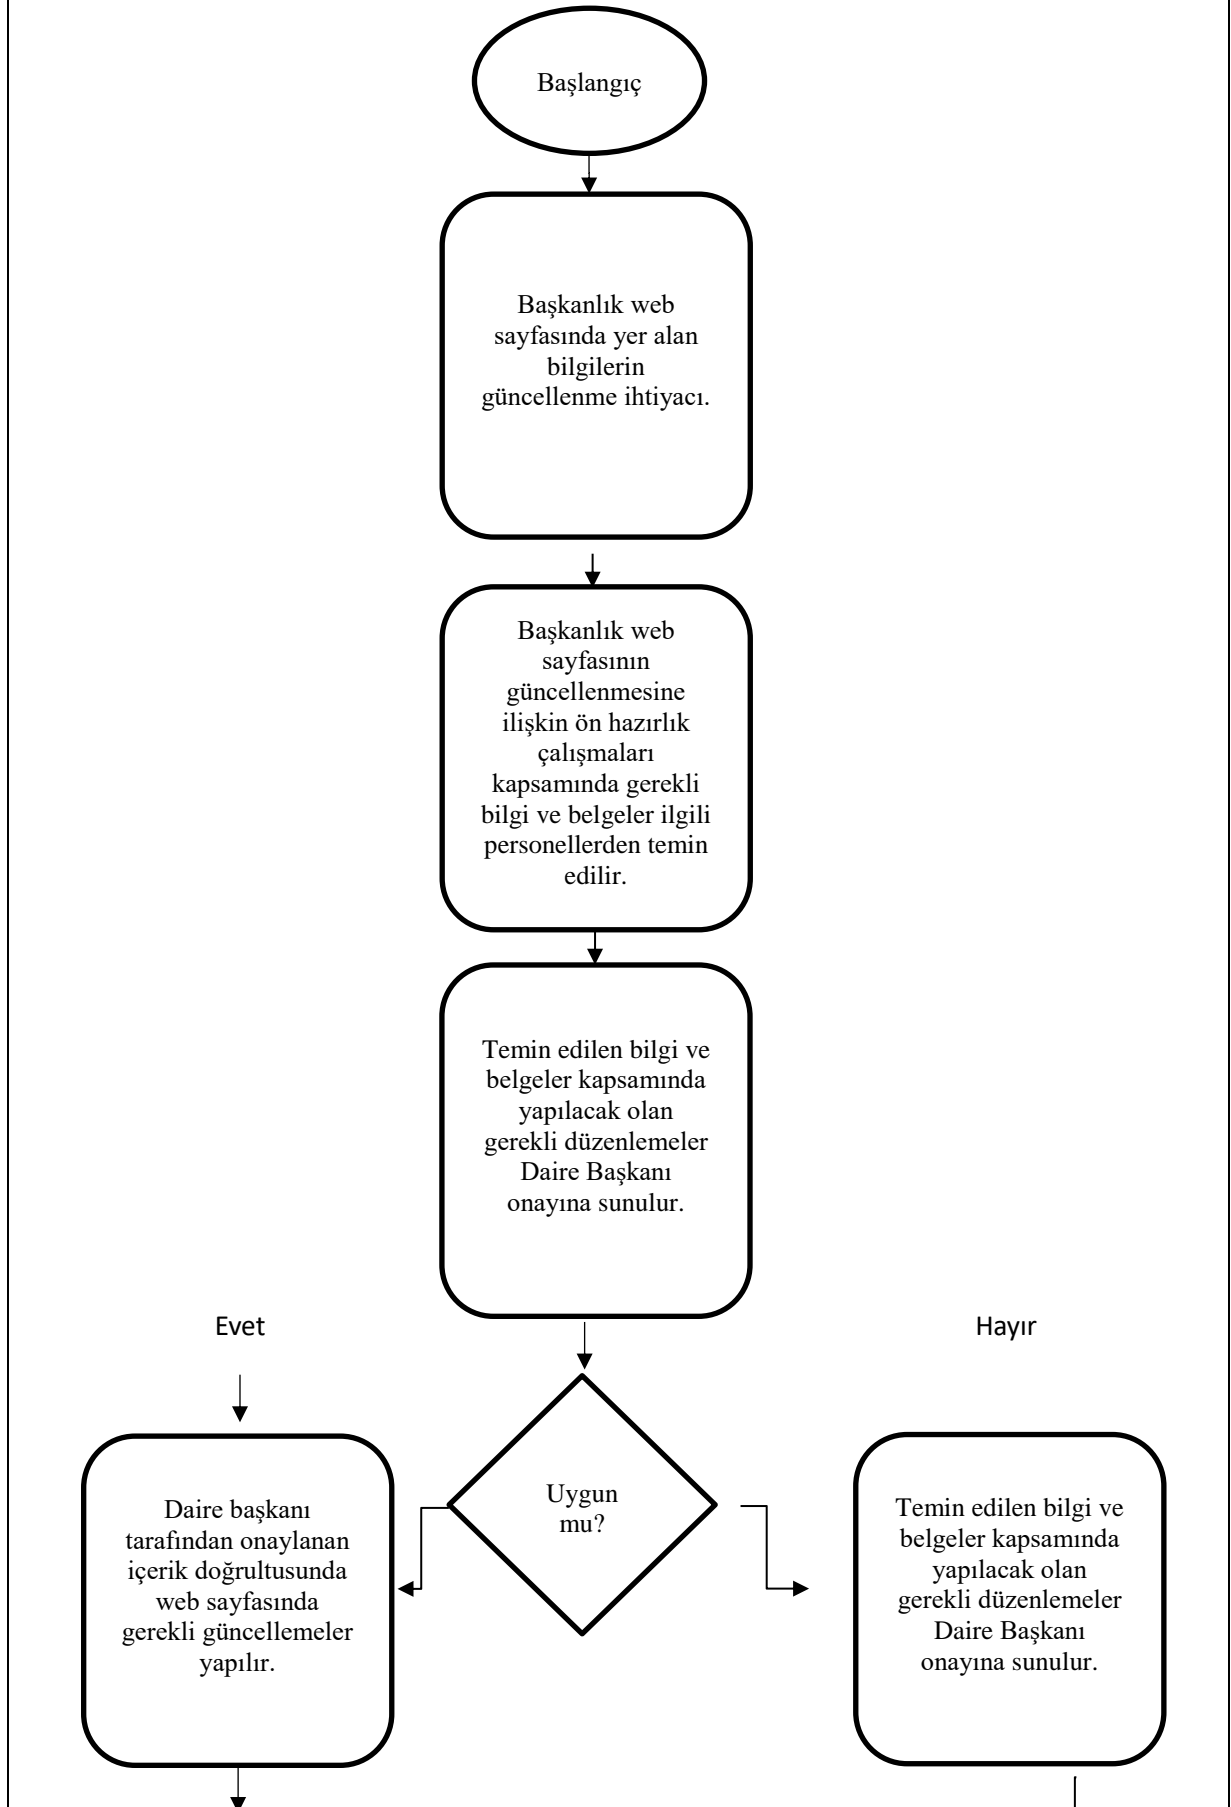 Başlangıç
Başkanlık web
sayfasında yer alan
bilgilerin
güncellenme ihtiyacı.
Başkanlık web
sayfasının
güncellenmesine
ilişkin ön hazırlık
çalışmaları
kapsamında gerekli
bilgi ve belgeler ilgili
personellerden temin
edilir.
Temin edilen bilgi ve
belgeler kapsamında
yapılacak olan
gerekli düzenlemeler
Daire Başkanı
onayına sunulur.
Evet
Hayır
Uygun
mu?
Daire başkanı
tarafından onaylanan
içerik doğrultusunda
web sayfasında
gerekli güncellemeler
yapılır.
Temin edilen bilgi ve
belgeler kapsamında
yapılacak olan
gerekli düzenlemeler
Daire Başkanı
onayına sunulur.